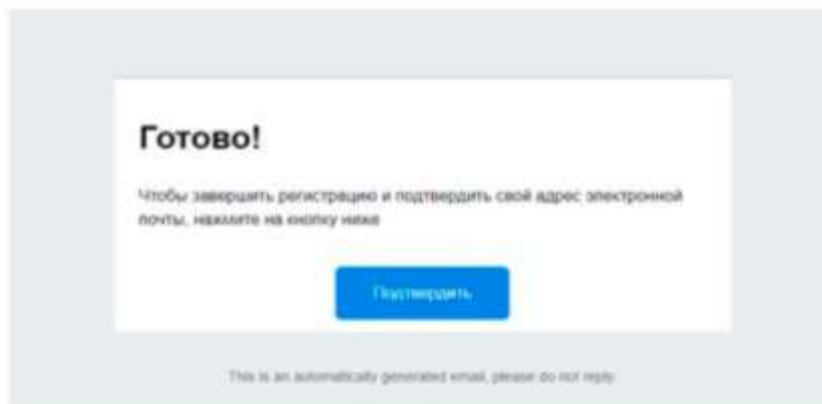 Готово!
Чтобы завершить регистрацию и подтвердить свой адрес электронной
почты, нажмите на кнопку ниже
Подтвердить
This is an automatically generated email, please do not reply.